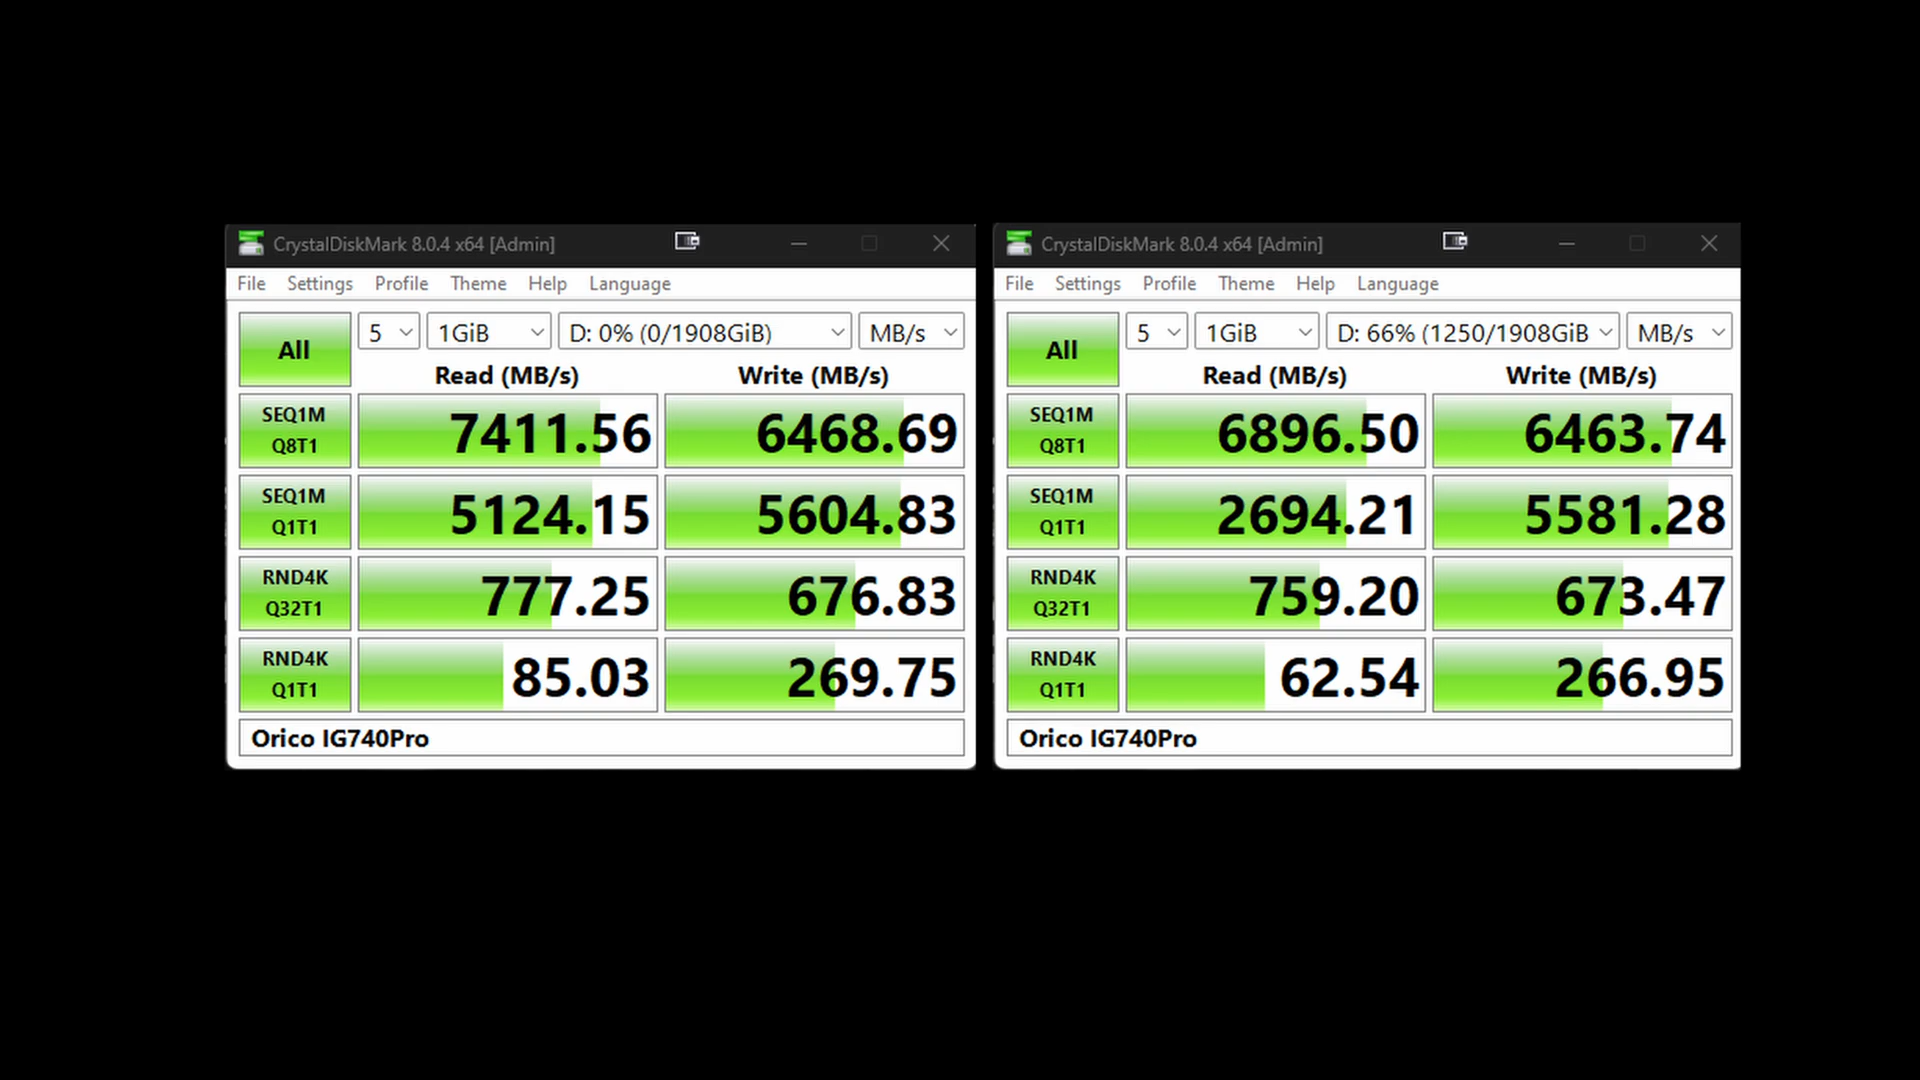 CrystalDiskMark 8.0.4 x64 [Admin]
File Settings Profile Theme Help Language
All 5 1GiB D: 0% (0/1908GiB) MB/s
Read (MB/s) Write (MB/s)
SEQ1M Q8T1 7411.56 6468.69
SEQ1M Q1T1 5124.15 5604.83
RND4K Q32T1 777.25 676.83
RND4K Q1T1 85.03 269.75
Orico IG740Pro
CrystalDiskMark 8.0.4 x64 [Admin]
File Settings Profile Theme Help Language
All 5 1GiB D: 66% (1250/1908GiB MB/s
Read (MB/s) Write (MB/s)
SEQ1M Q8T1 6896.50 6463.74
SEQ1M Q1T1 2694.21 5581.28
RND4K Q32T1 759.20 673.47
RND4K Q1T1 62.54 266.95
Orico IG740Pro